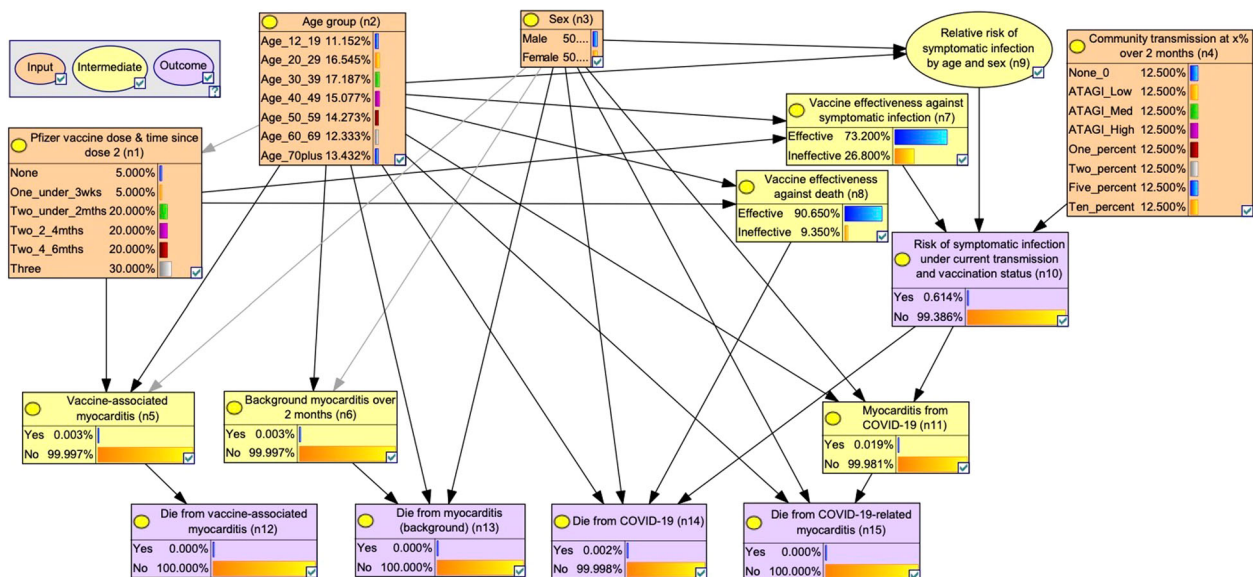 Input
Intermediate
Outcome
?
Age group (n2)
Age_12_19 11.152%
Age_20_29 16.545%
Age_30_39 17.187%
Age_40_49 15.077%
Age_50_59 14.273%
Age_60_69 12.333%
Age_70plus 13.432%
Sex (n3)
Male 50....
Female 50....
Relative risk of
symptomatic infection
by age and sex (n9)
Community transmission at x%
over 2 months (n4)
None_0 12.500%
ATAGI_Low 12.500%
ATAGI_Med 12.500%
ATAGI_High 12.500%
One_percent 12.500%
Two_percent 12.500%
Five_percent 12.500%
Ten_percent 12.500%
Pfizer vaccine dose & time since
dose 2 (n1)
None 5.000%
One_under_3wks 5.000%
Two_under_2mths 20.000%
Two_2_4mths 20.000%
Two_4_6mths 20.000%
Three 30.000%
Vaccine effectiveness against
symptomatic infection (n7)
Effective 73.200%
Ineffective 26.800%
Vaccine effectiveness
against death (n8)
Effective 90.650%
Ineffective 9.350%
Risk of symptomatic infection
under current transmission
and vaccination status (n10)
Yes 0.614%
No 99.386%
Vaccine-associated
myocarditis (n5)
Yes 0.003%
No 99.997%
Background myocarditis over
2 months (n6)
Yes 0.003%
No 99.997%
Myocarditis from
COVID-19 (n11)
Yes 0.019%
No 99.981%
Die from vaccine-associated
myocarditis (n12)
Yes 0.000%
No 100.000%
Die from myocarditis
(background) (n13)
Yes 0.000%
No 100.000%
Die from COVID-19 (n14)
Yes 0.002%
No 99.998%
Die from COVID-19-related
myocarditis (n15)
Yes 0.000%
No 100.000%